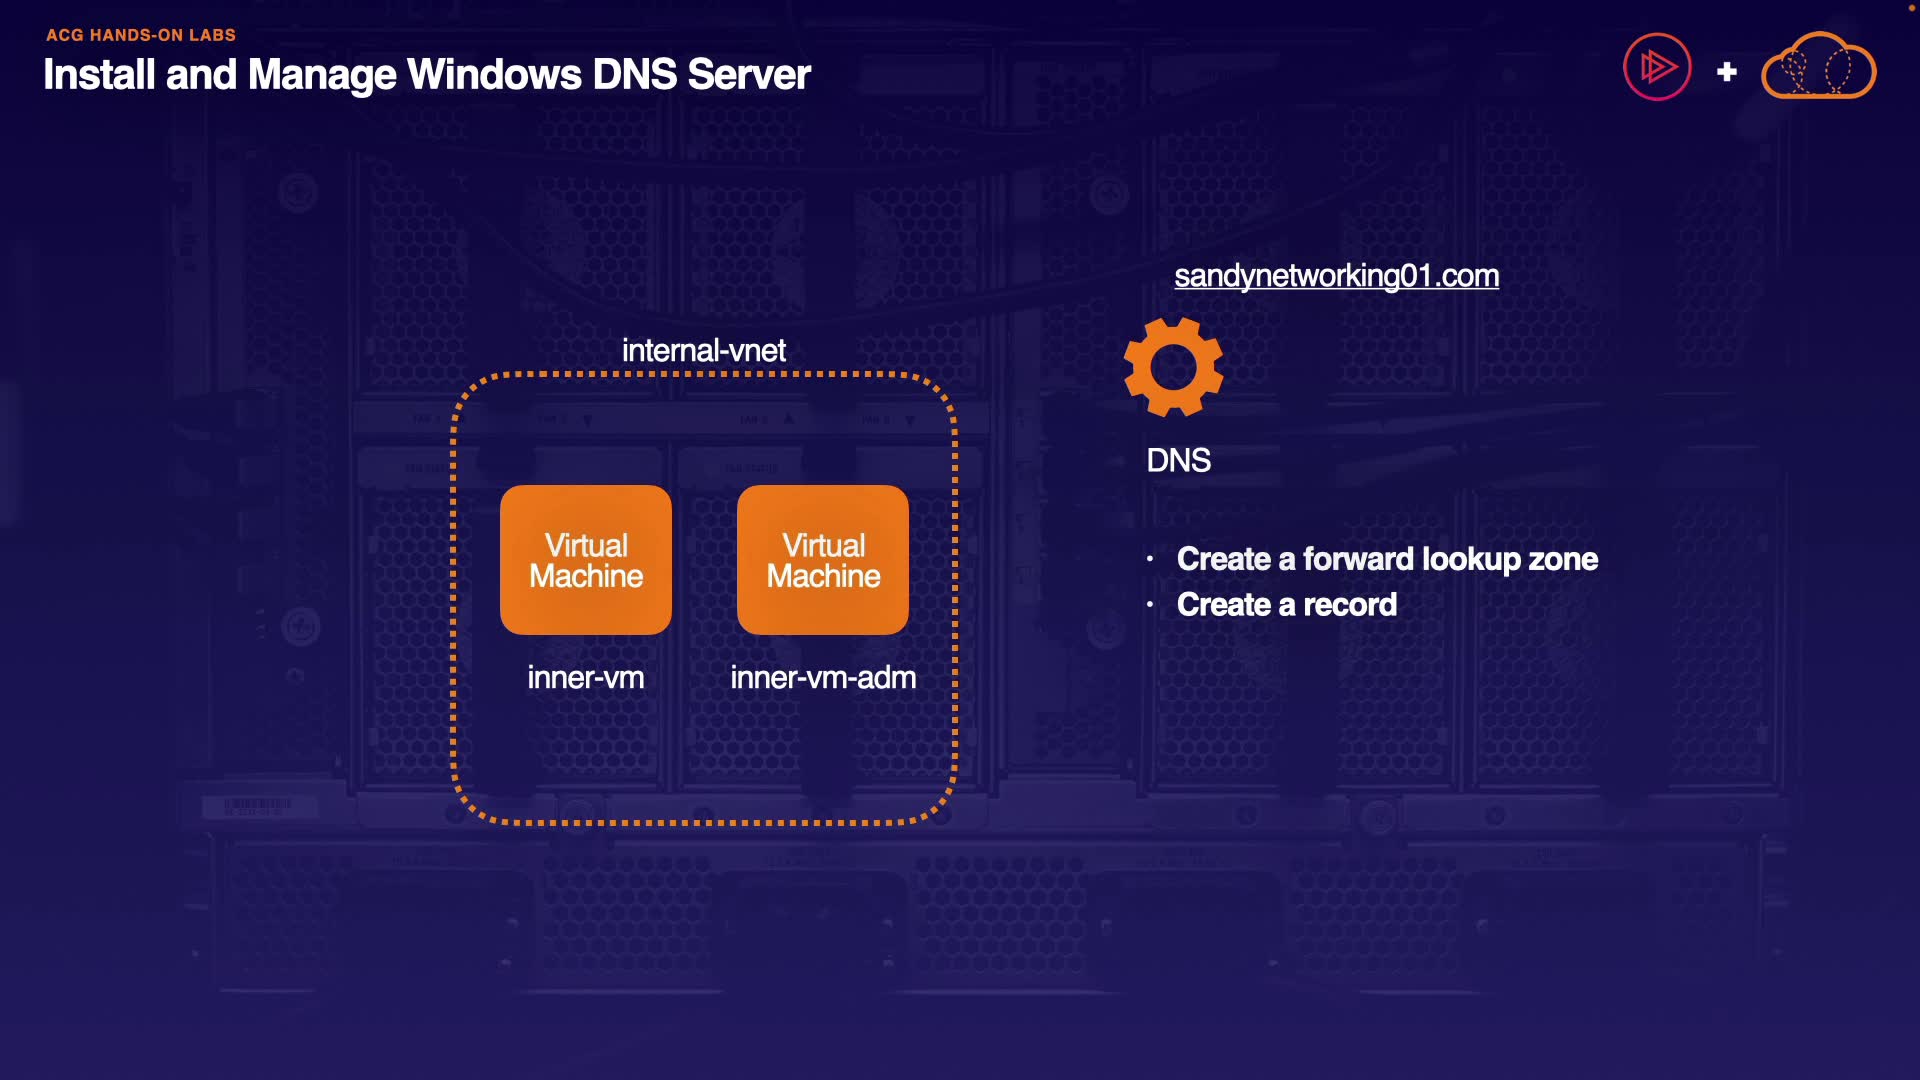 ACG HANDS-ON LABS
Install and Manage Windows DNS Server
sandynetworking01.com
internal-vnet
DNS
Virtual
Machine
Virtual
Machine
• Create a forward lookup zone
• Create a record
inner-vm
inner-vm-adm